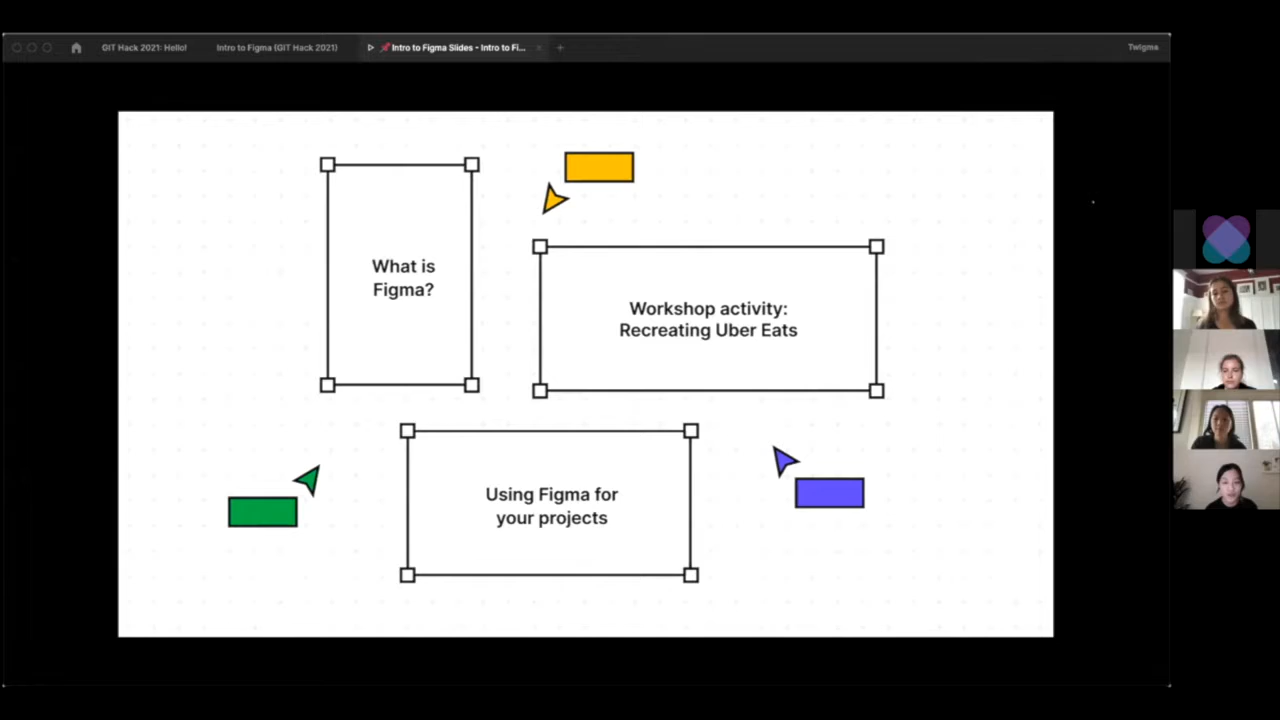 GIT Hack 2021: Hello!
Intro to Figma (GIT Hack 2021)
Intro to Figma Slides - Intro to Fi...
Twigms
What is
Figma?
Workshop activity:
Recreating Uber Eats
Using Figma for
your projects